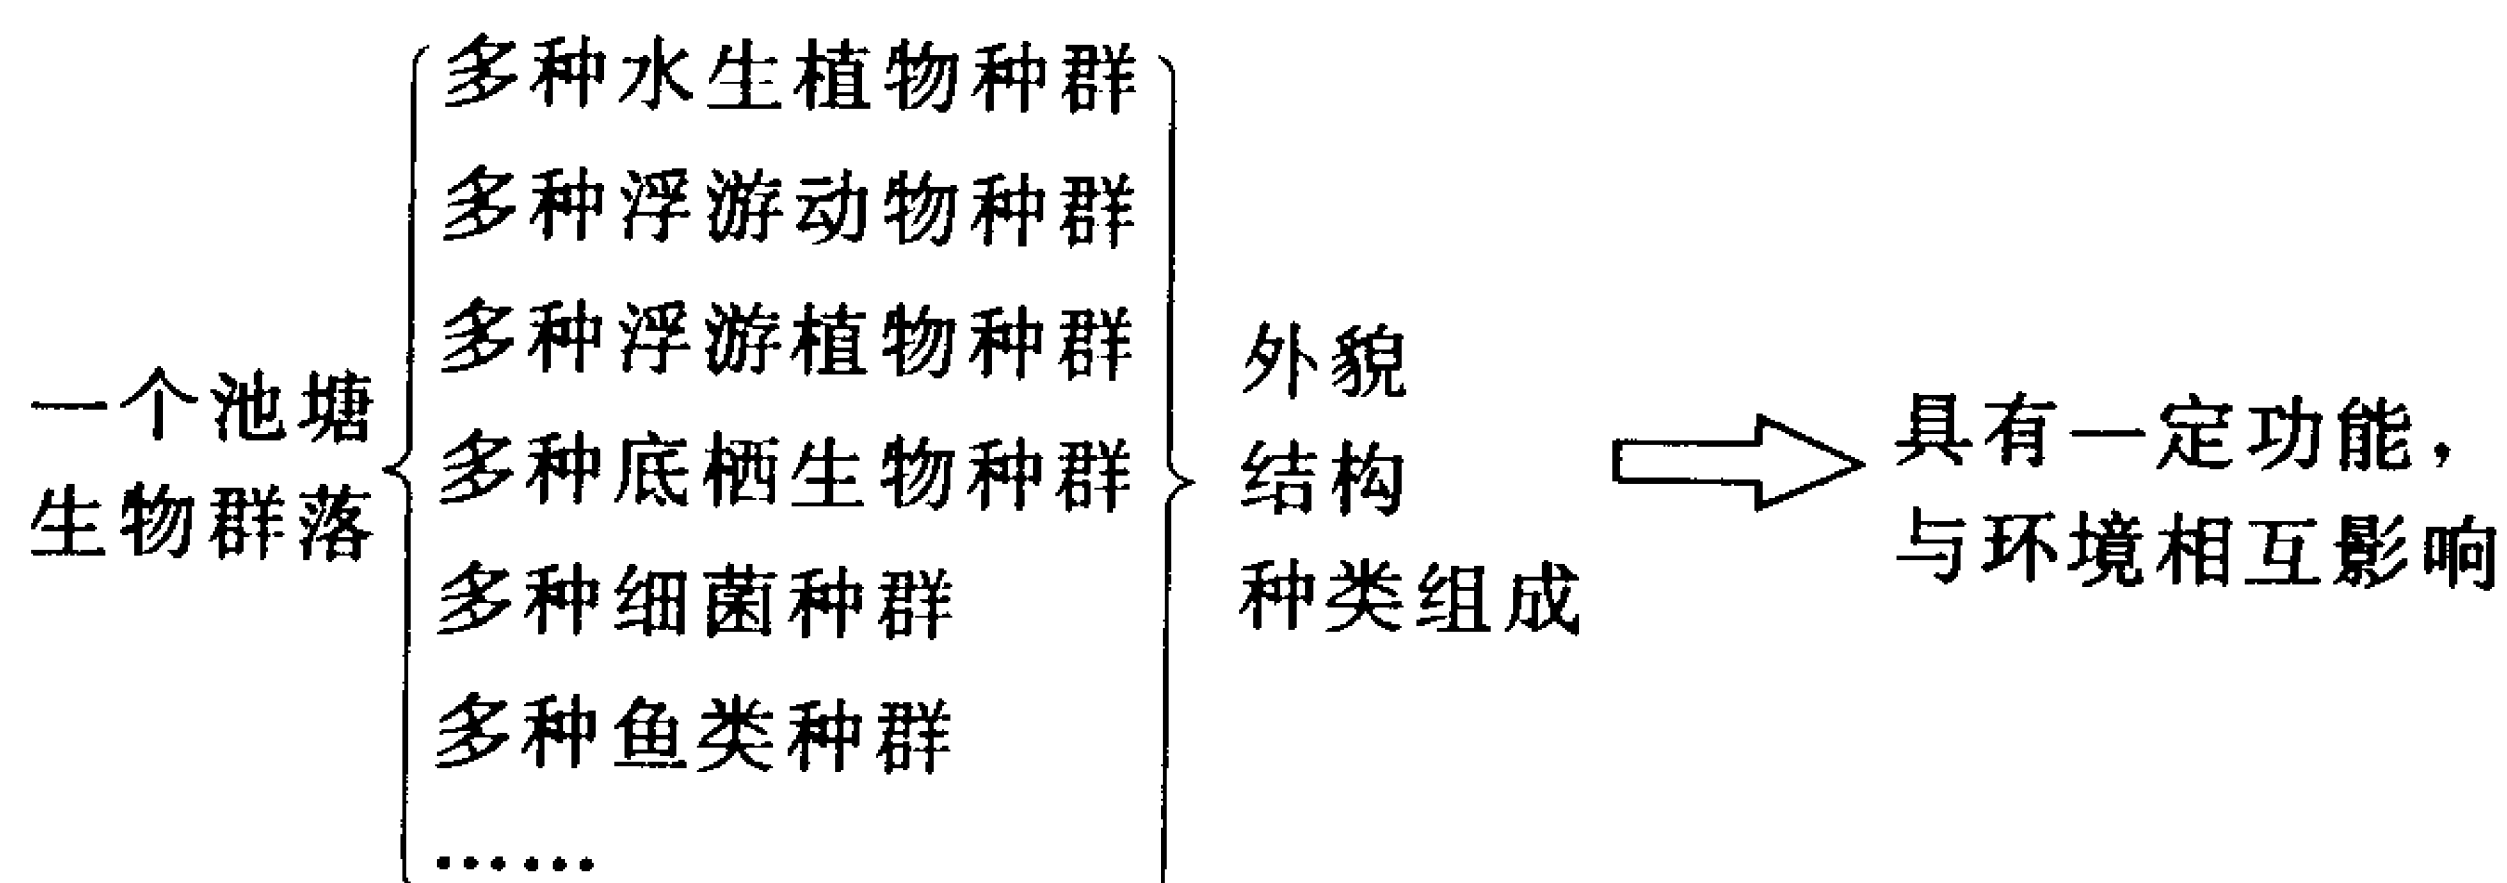 一个池塘
生物群落
多种水生植物种群
多种浮游动物种群
多种浮游植物种群
多种底栖生物种群
多种细菌种群
多种鱼类种群
……
外貌
结构
种类组成
具有一定功能，
与环境相互影响